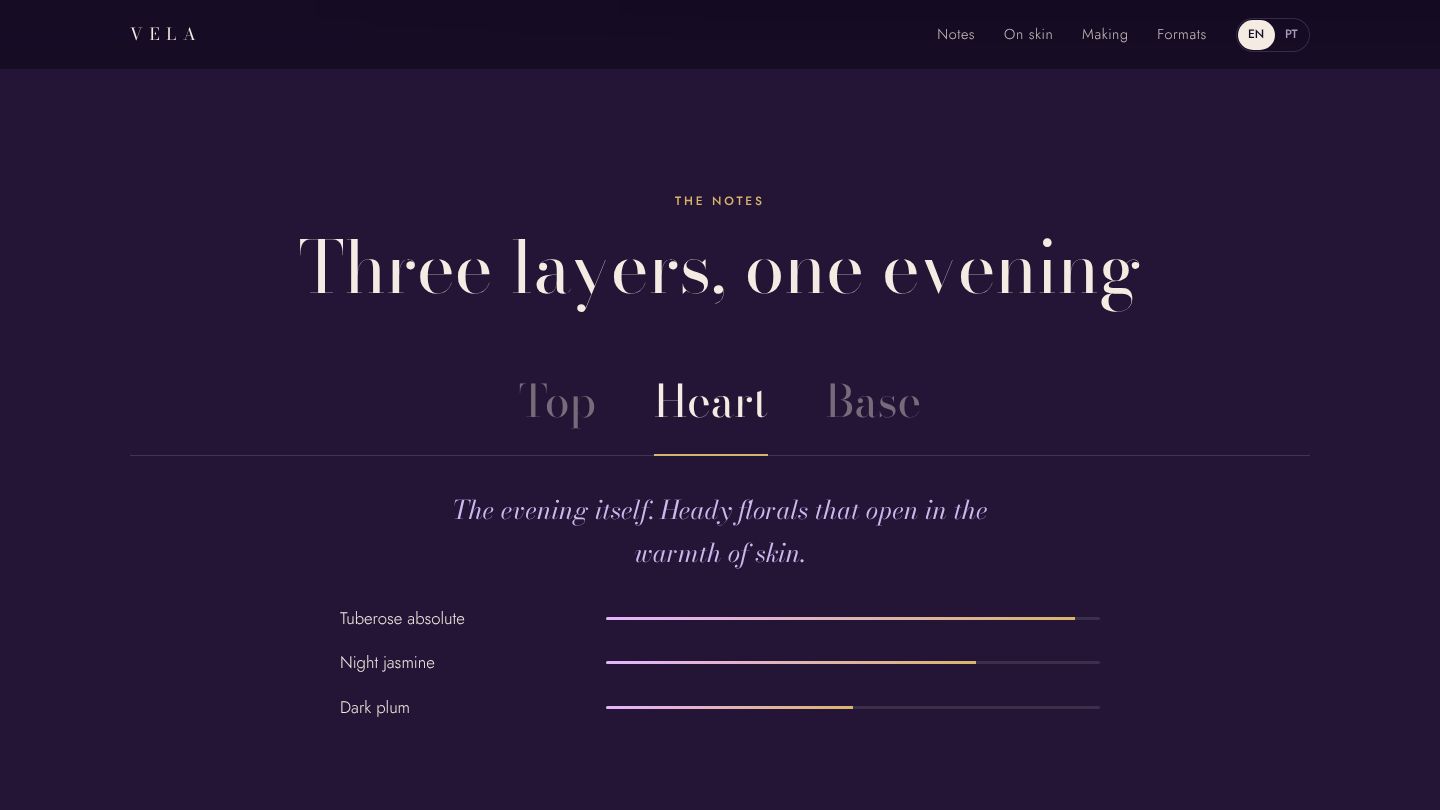 VELA
Notes On skin Making Formats EN PT
THE NOTES
Three layers, one evening
Top Heart Base
The evening itself. Heady florals that open in the
warmth of skin.
Tuberose absolute
Night jasmine
Dark plum